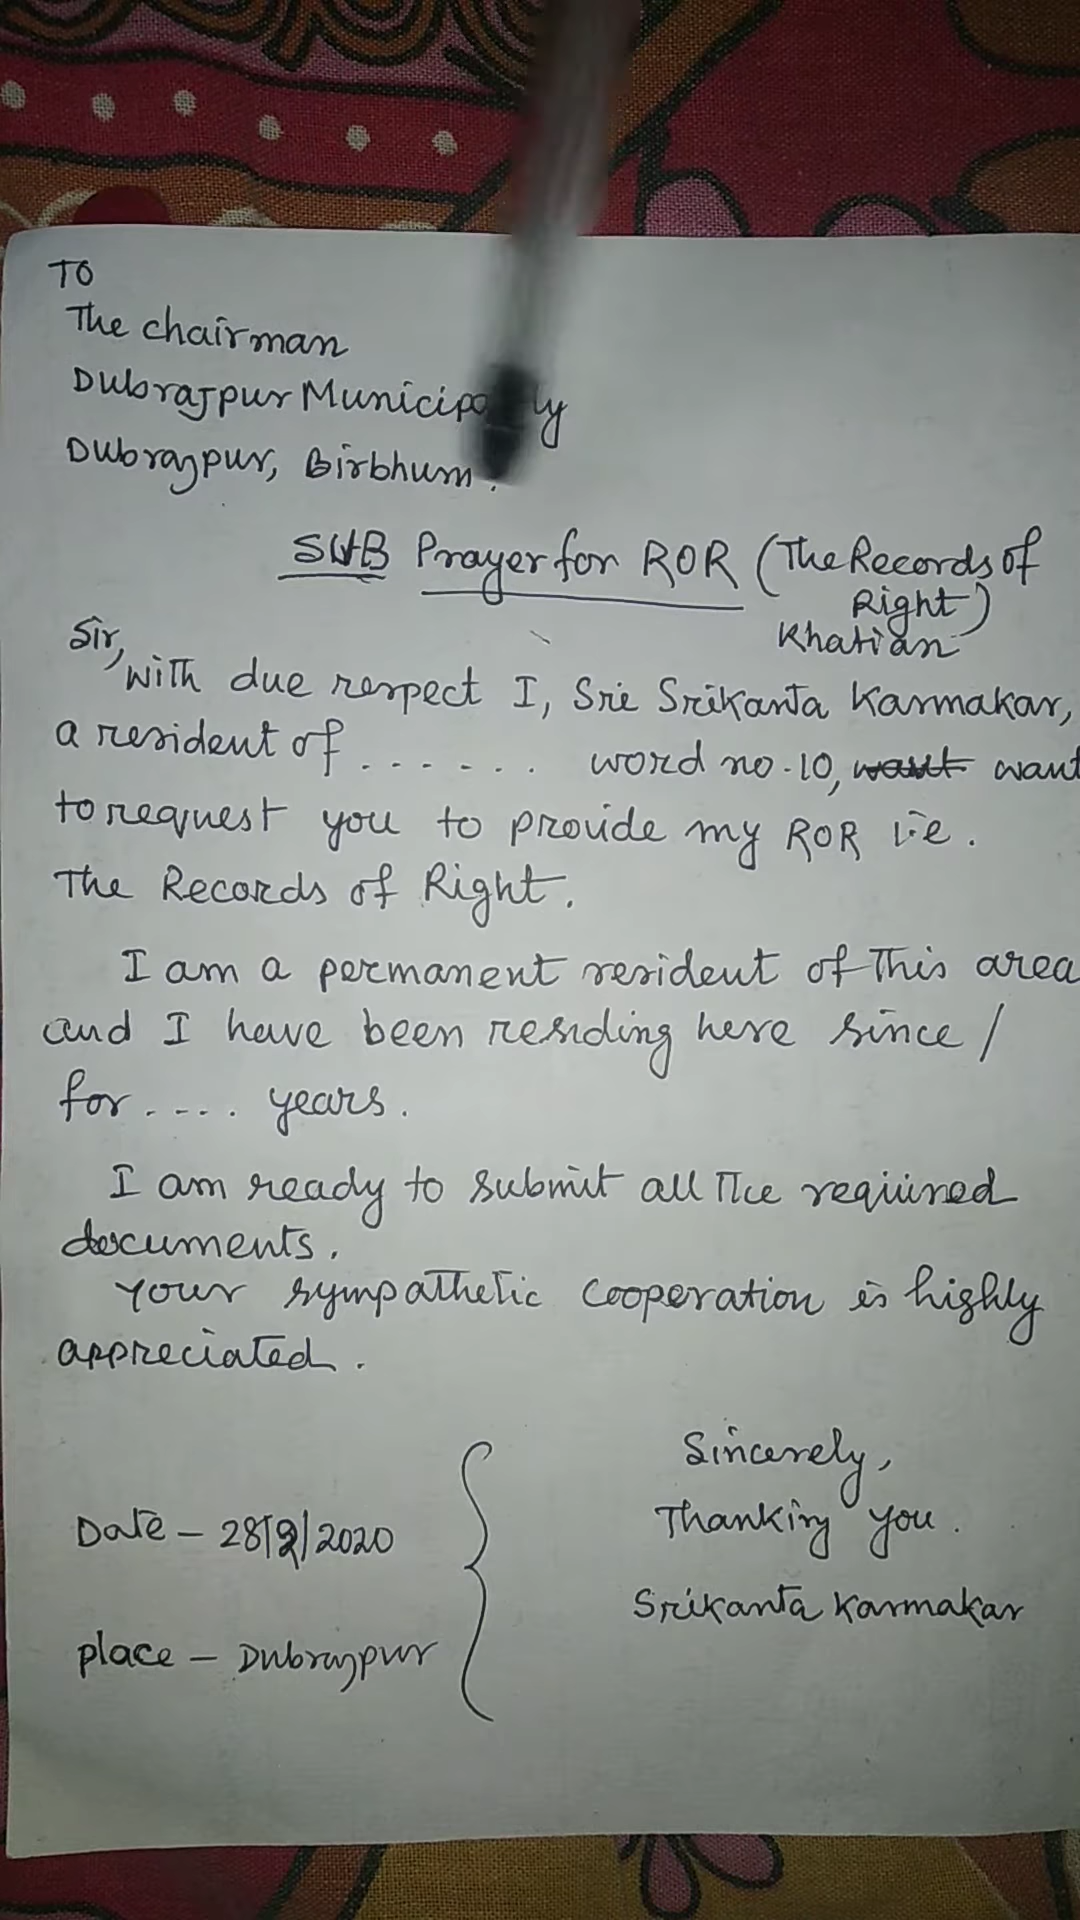 TO
The chairman
Dubrajpur Municipality
Dubrajpur, Birbhum.
SUB Prayer for ROR (The Records of
Right)
Khatian
Sir,
with due respect I, Sri Srikanta Karmakar,
a resident of ...... word no.10, want want
to request you to provide my ROR i.e.
The Records of Right.
I am a permanent resident of This area
and I have been residing here since /
for .... years.
I am ready to submit all the required
documents.
Your sympathetic cooperation is highly
appreciated.
Sincerely,
Thanking you.
Srikanta Karmakar
Date - 28/2/2020
place - Dubrajpur